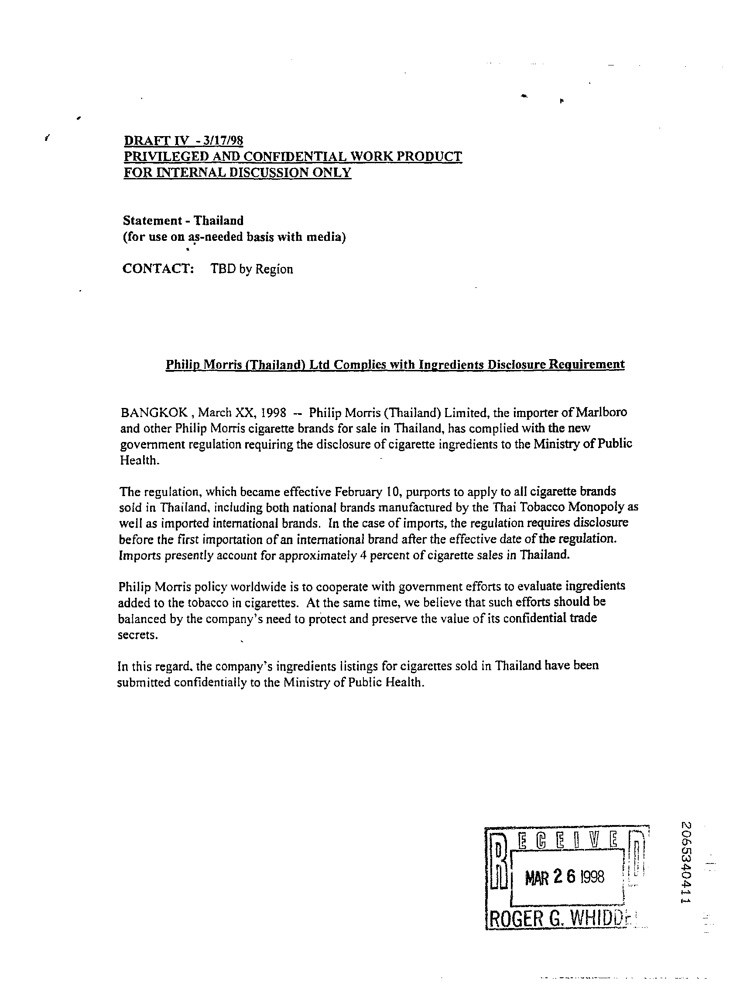 DRAFT IV - 3/17/98
PRIVILEGED AND CONFIDENTIAL WORK PRODUCT
FOR INTERNAL DISCUSSION ONLY
Statement - Thailand
(for use on as-needed basis with media)
CONTACT: TBD by Region
Philip Morris (Thailand) Ltd Complies with Ingredients Disclosure Requirement
BANGKOK , March XX, 1998 -- Philip Morris (Thailand) Limited, the importer of Marlboro
and other Philip Morris cigarette brands for sale in Thailand, has complied with the new
government regulation requiring the disclosure of cigarette ingredients to the Ministry of Public
Health.
The regulation, which became effective February 10, purports to apply to all cigarette brands
sold in Thailand, including both national brands manufactured by the Thai Tobacco Monopoly as
well as imported international brands. In the case of imports, the regulation requires disclosure
before the first importation of an international brand after the effective date of the regulation.
Imports presently account for approximately 4 percent of cigarette sales in Thailand.
Philip Morris policy worldwide is to cooperate with government efforts to evaluate ingredients
added to the tobacco in cigarettes. At the same time, we believe that such efforts should be
balanced by the company's need to protect and preserve the value of its confidential trade
secrets.
In this regard, the company's ingredients listings for cigarettes sold in Thailand have been
submitted confidentially to the Ministry of Public Health.
RECEIVED
MAR 26 1998
ROGER G.
2065340411